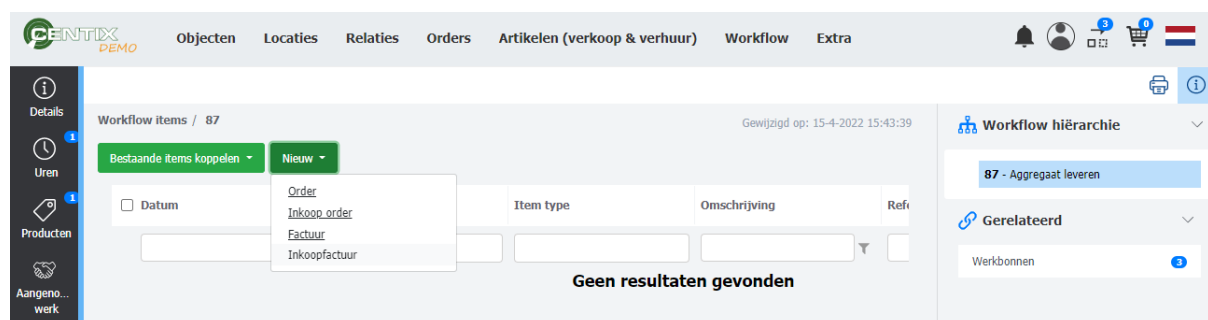 CENTIX
DEMO
Objecten Locaties Relaties Orders Artikelen (verkoop & verhuur) Workflow Extra
3
0
Details
Workflow items / 87
Gewijzigd op: 15-4-2022 15:43:39
Workflow hiërarchie
1
Uren
Bestaande items koppelen
Nieuw
87 - Aggregaat leveren
Order
Inkoop order
Factuur
Inkoopfactuur
Datum
Item type
Omschrijving
Refe
1
Producten
Gerelateerd
Geen resultaten gevonden
Werkbonnen
3
Aangeno...
werk